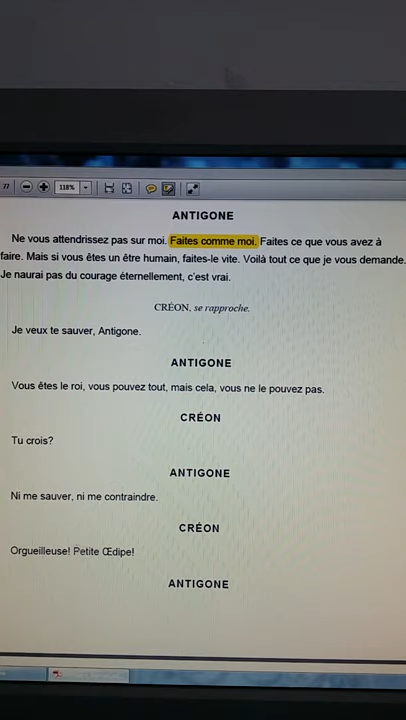 77
118%
ANTIGONE
Ne vous attendrissez pas sur moi. Faites comme moi. Faites ce que vous avez à
faire. Mais si vous êtes un être humain, faites-le vite. Voilà tout ce que je vous demande.
Je naurai pas du courage éternellement, c'est vrai.
CRÉON, se rapproche.
Je veux te sauver, Antigone.
ANTIGONE
Vous êtes le roi, vous pouvez tout, mais cela, vous ne le pouvez pas.
CRÉON
Tu crois?
ANTIGONE
Ni me sauver, ni me contraindre.
CRÉON
Orgueilleuse! Petite Œdipe!
ANTIGONE